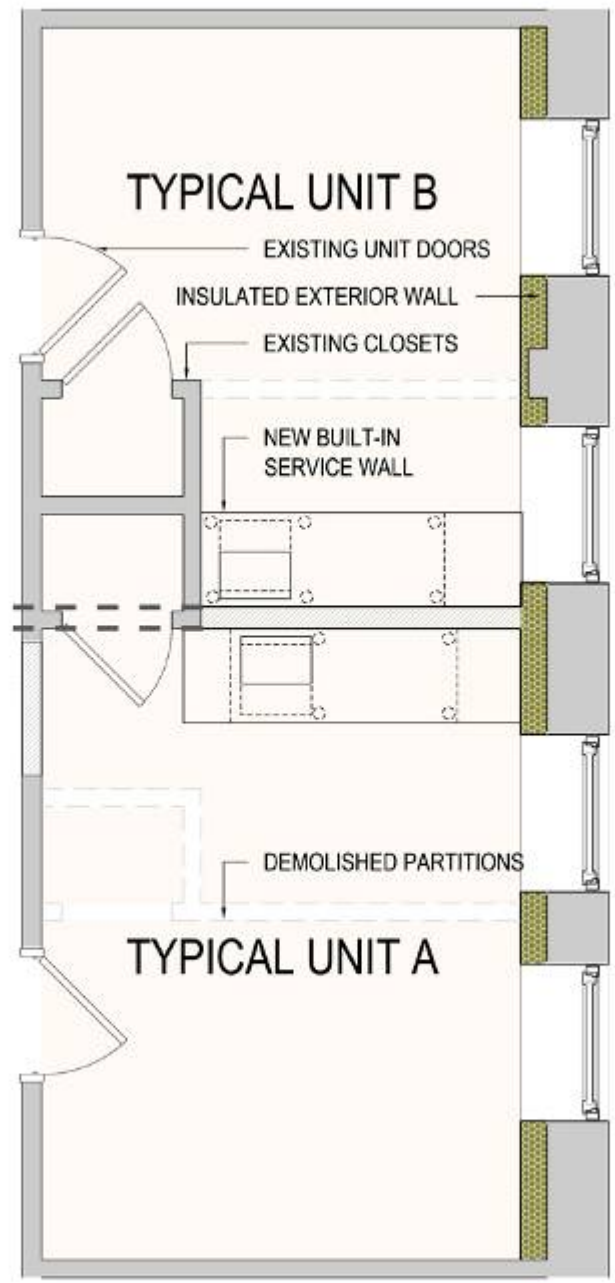 TYPICAL UNIT B
EXISTING UNIT DOORS
INSULATED EXTERIOR WALL
EXISTING CLOSETS
NEW BUILT-IN
SERVICE WALL
DEMOLISHED PARTITIONS
TYPICAL UNIT A